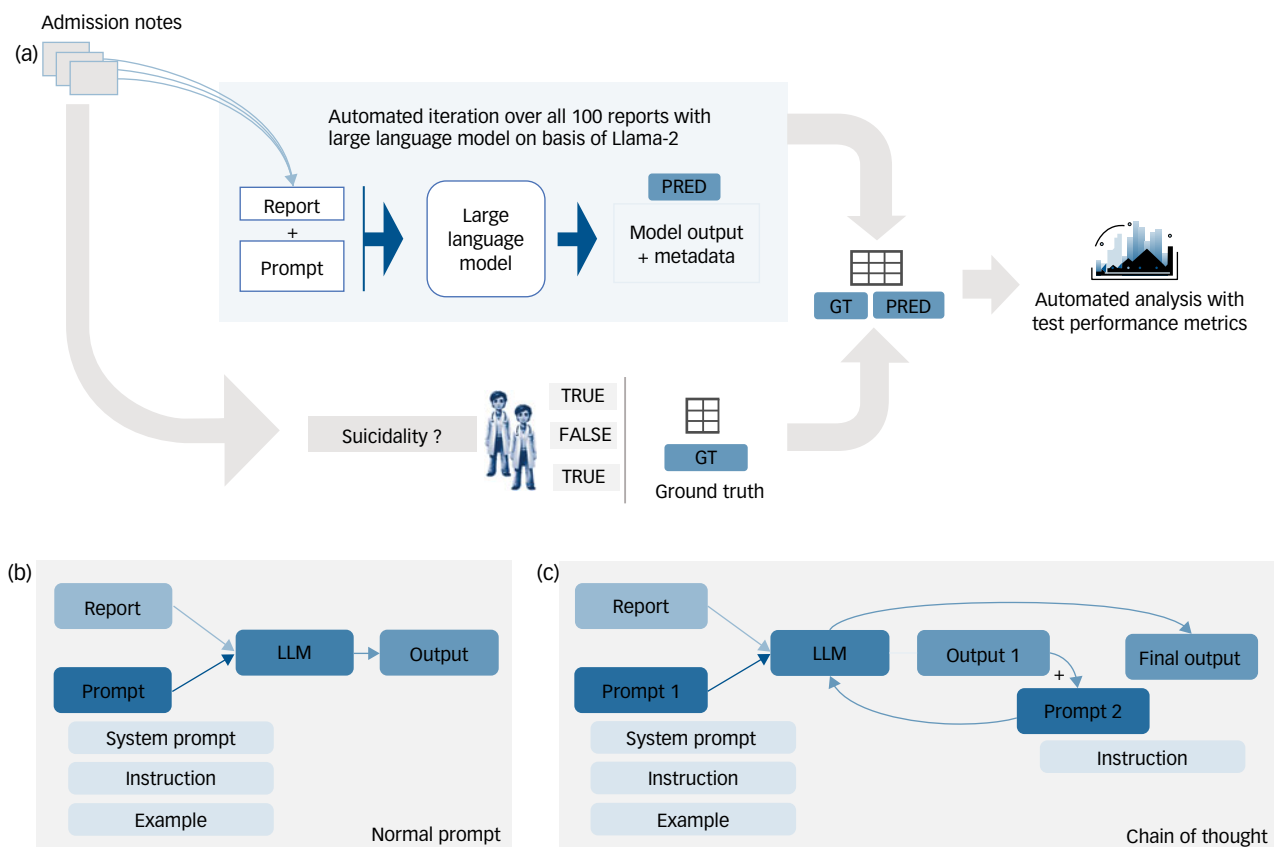 Admission notes
(a)
Automated iteration over all 100 reports with
large language model on basis of Llama-2
Report
+
Prompt
Large
language
model
PRED
Model output
+ metadata
GT
PRED
Automated analysis with
test performance metrics
Suicidality ?
TRUE
FALSE
TRUE
GT
Ground truth
(b)
Report
LLM
Output
Prompt
System prompt
Instruction
Example
Normal prompt
(c)
Report
LLM
Output 1
Final output
+
Prompt 1
Prompt 2
System prompt
Instruction
Instruction
Example
Chain of thought